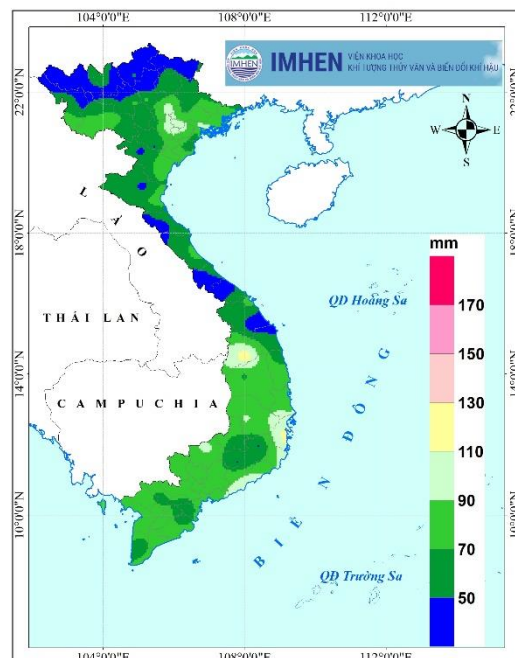 104°0'0"E 108°0'0"E 112°0'0"E
IMHEN VIỆN KHOA HỌC
KHÍ TƯỢNG THỦY VĂN VÀ BIẾN ĐỔI KHÍ HẬU
N
W E
S
22°0'0"N
18°0'0"N
14°0'0"N
10°0'0"N
LÀO
THÁI LAN
CAMPUCHIA
QĐ Hoàng Sa
BIỂN ĐÔNG
QĐ Trường Sa
mm
170
150
130
110
90
70
50
104°0'0"E 108°0'0"E 112°0'0"E